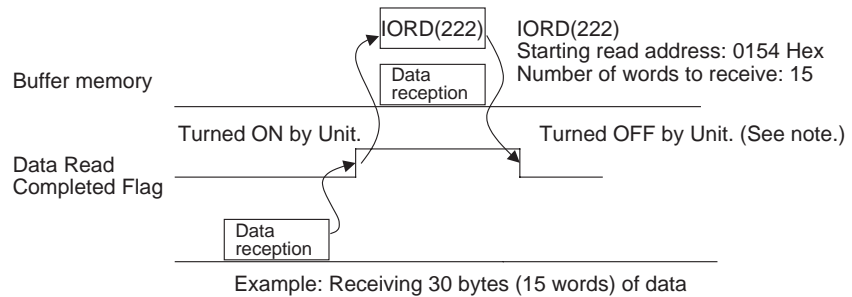 IORD(222)
IORD(222)
Starting read address: 0154 Hex
Number of words to receive: 15
Buffer memory
Data
reception
Turned ON by Unit.
Turned OFF by Unit. (See note.)
Data Read
Completed Flag
Data
reception
Example: Receiving 30 bytes (15 words) of data